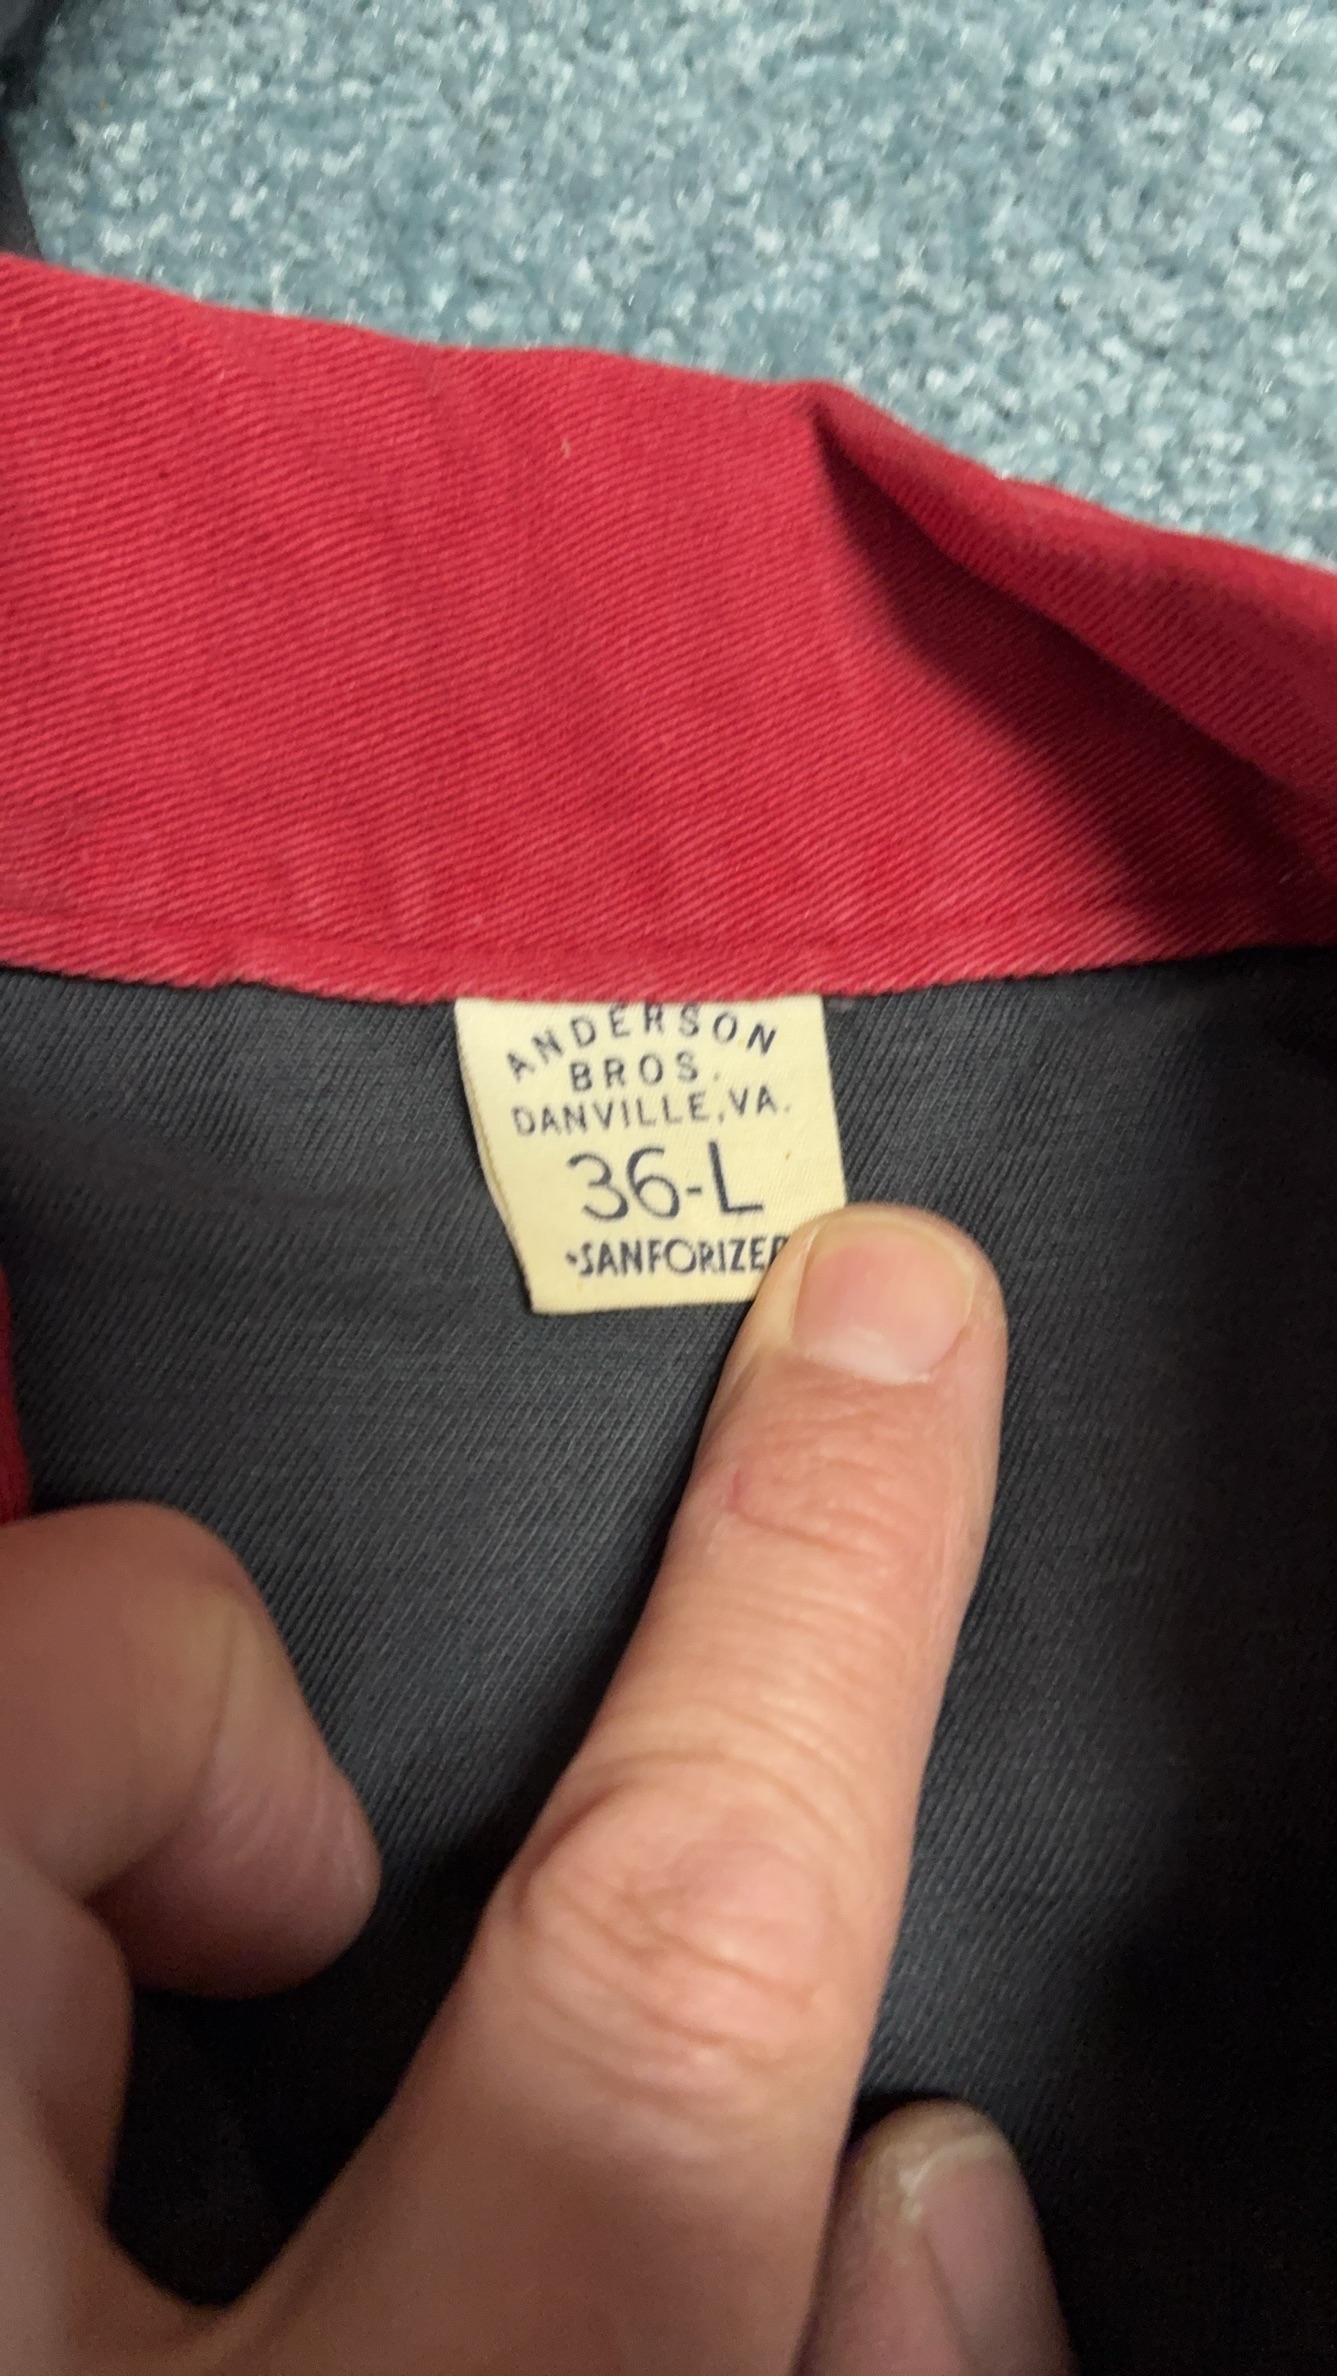 ANDERSON
BROS.
DANVILLE, VA.
36-L
•SANFORIZE